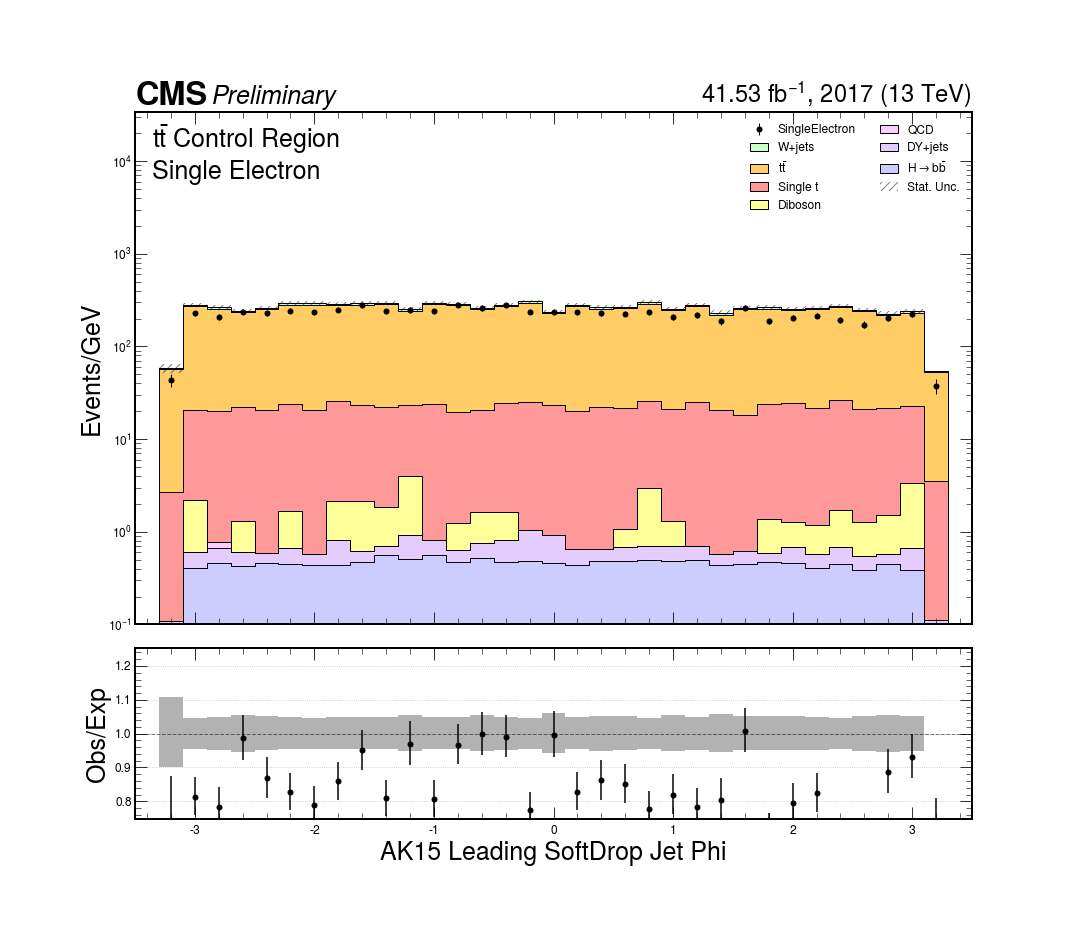 CMS Preliminary
41.53 fb⁻¹, 2017 (13 TeV)
tt̄ Control Region
Single Electron
SingleElectron
W+jets
tt̄
Single t
Diboson
QCD
DY+jets
H→bb̄
Stat. Unc.
Events/GeV
10⁴
10³
10²
10¹
10⁰
10⁻¹
Obs/Exp
1.2
1.1
1.0
0.9
0.8
-3 -2 -1 0 1 2 3
AK15 Leading SoftDrop Jet Phi